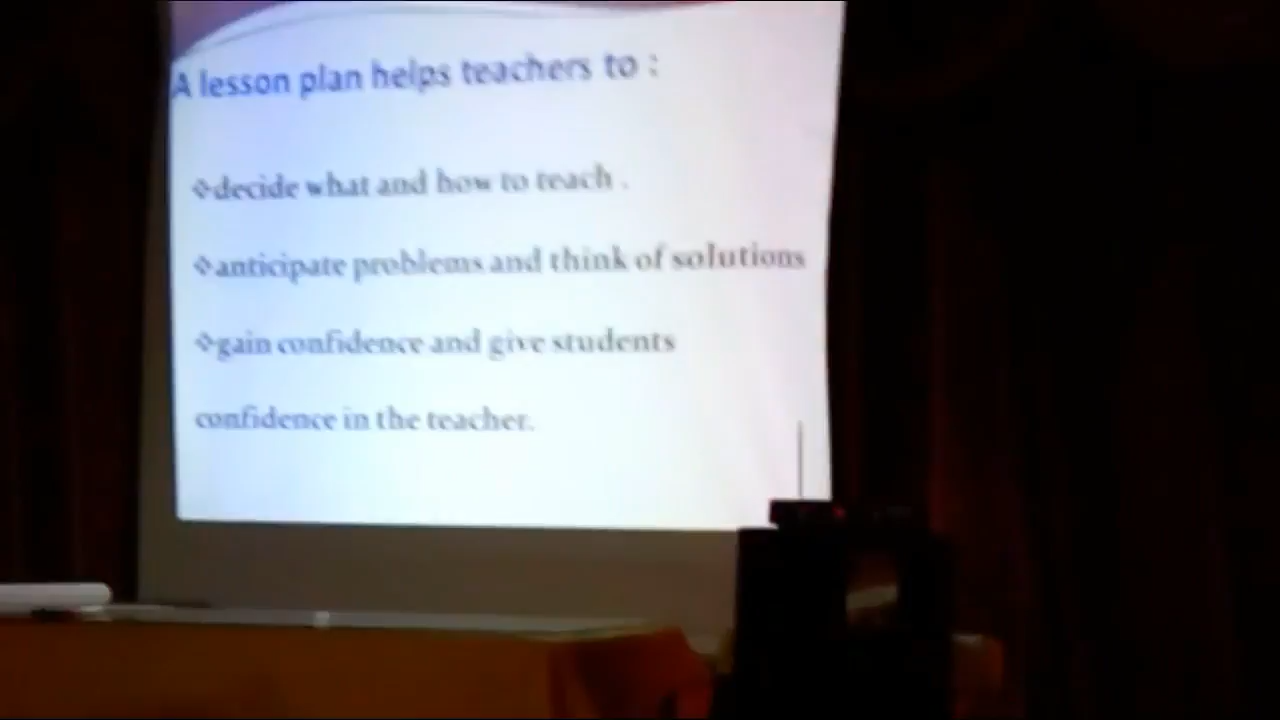 A lesson plan helps teachers to :
❖decide what and how to teach .
❖anticipate problems and think of solutions
❖gain confidence and give students
confidence in the teacher.